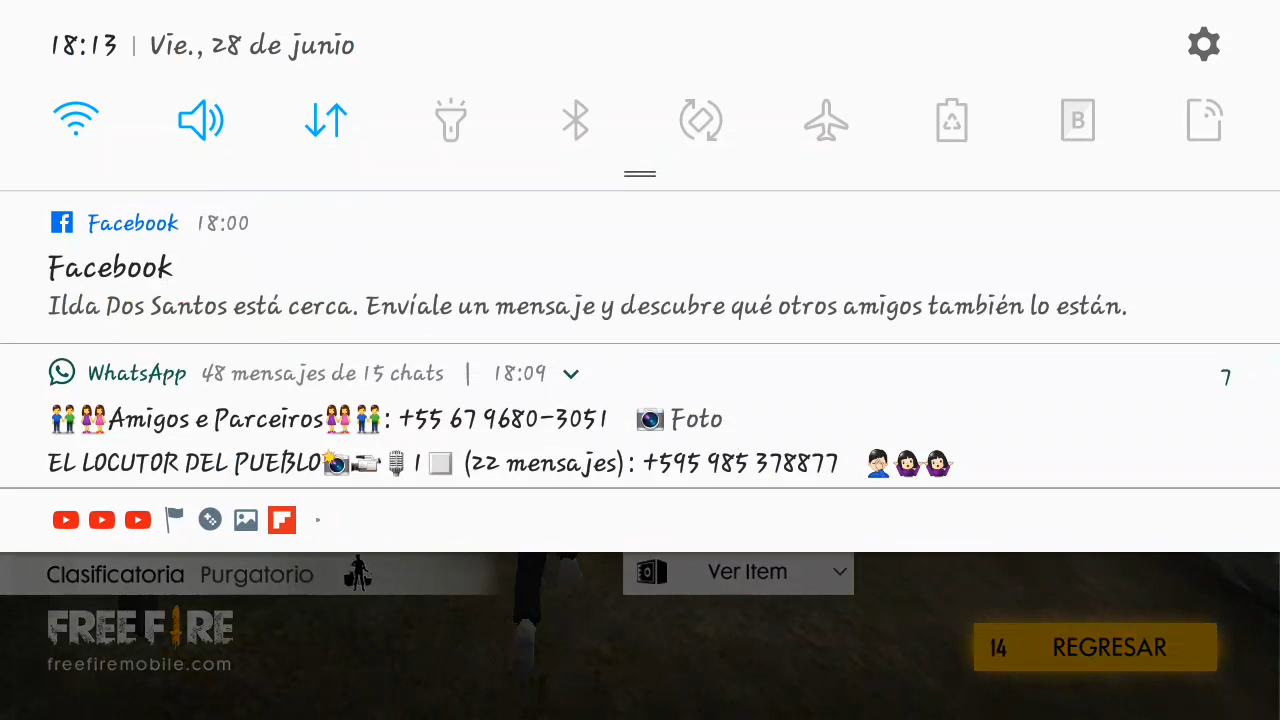 18:13 | Vie., 28 de junio
B
Facebook 18:00
Facebook
Ilda Dos Santos está cerca. Envíale un mensaje y descubre qué otros amigos también lo están.
WhatsApp 48 mensajes de 15 chats | 18:09
7
👬👭Amigos e Parceiros👭👬: +55 67 9680-3051 📷 Foto
EL LOCUTOR DEL PUEBLO📸🎥🎙1◻ (22 mensajes): +595 985 378877 🤦🏻‍♂🤷🏻‍♀🤷🏻‍♀
Clasificatoria Purgatorio
Ver Item
FREE FIRE
freefiremobile.com
14 REGRESAR